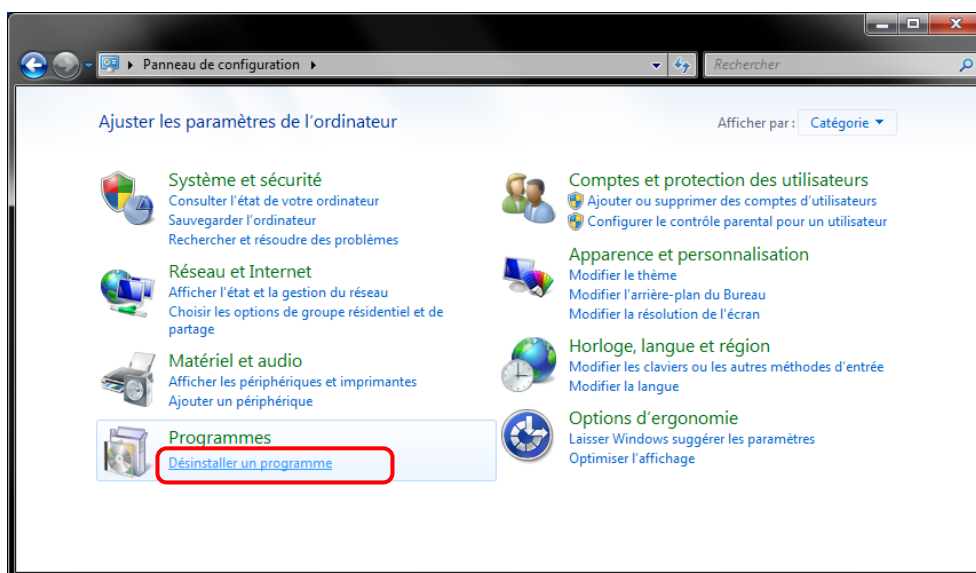 Panneau de configuration
Rechercher
Ajuster les paramètres de l'ordinateur
Afficher par :
Catégorie
Système et sécurité
Consulter l'état de votre ordinateur
Sauvegarder l'ordinateur
Rechercher et résoudre des problèmes
Réseau et Internet
Afficher l'état et la gestion du réseau
Choisir les options de groupe résidentiel et de
partage
Matériel et audio
Afficher les périphériques et imprimantes
Ajouter un périphérique
Programmes
Désinstaller un programme
Comptes et protection des utilisateurs
Ajouter ou supprimer des comptes d'utilisateurs
Configurer le contrôle parental pour un utilisateur
Apparence et personnalisation
Modifier le thème
Modifier l'arrière-plan du Bureau
Modifier la résolution de l'écran
Horloge, langue et région
Modifier les claviers ou les autres méthodes d'entrée
Modifier la langue
Options d'ergonomie
Laisser Windows suggérer les paramètres
Optimiser l'affichage